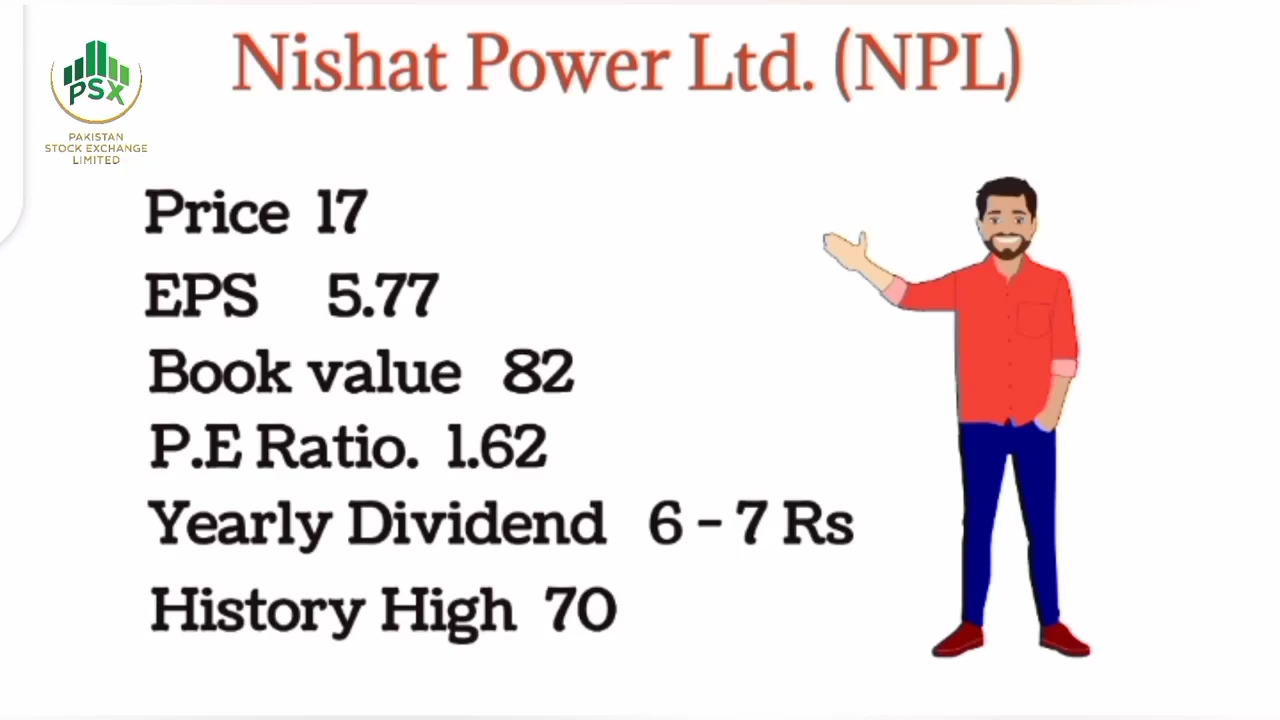 Nishat Power Ltd. (NPL)
PSX
PAKISTAN
STOCK EXCHANGE
LIMITED
Price 17
EPS 5.77
Book value 82
P.E Ratio. 1.62
Yearly Dividend 6 - 7 Rs
History High 70